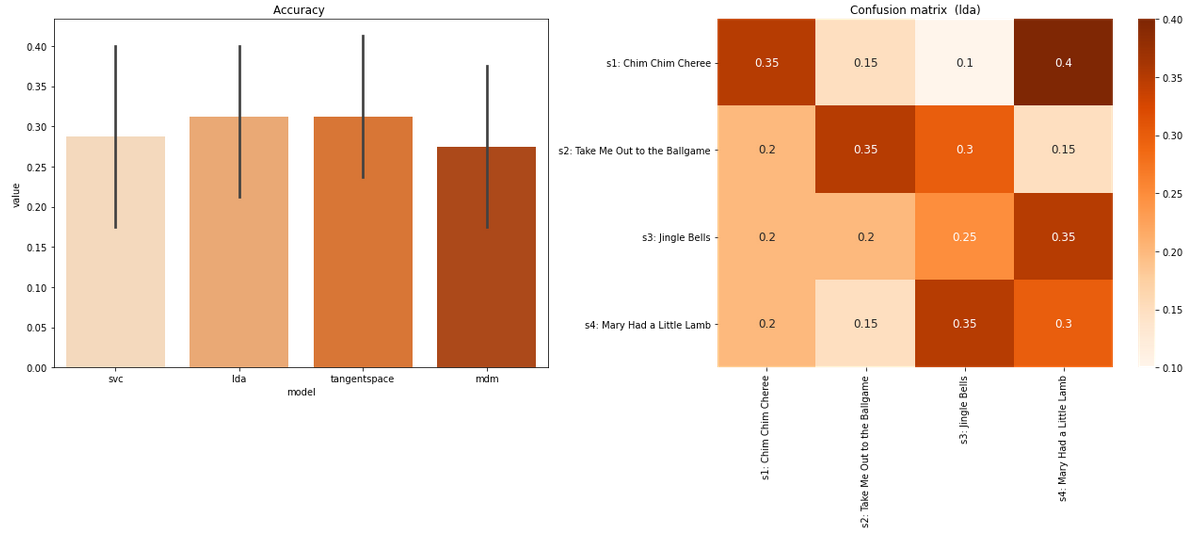 Accuracy
0.40
0.35
0.30
0.25
0.20
0.15
0.10
0.05
0.00
value
svc lda tangentspace mdm
model
Confusion matrix (lda)
s1: Chim Chim Cheree 0.35 0.15 0.1 0.4
s2: Take Me Out to the Ballgame 0.2 0.35 0.3 0.15
s3: Jingle Bells 0.2 0.2 0.25 0.35
s4: Mary Had a Little Lamb 0.2 0.15 0.35 0.3
s1: Chim Chim Cheree
s2: Take Me Out to the Ballgame
s3: Jingle Bells
s4: Mary Had a Little Lamb
0.40
0.35
0.30
0.25
0.20
0.15
0.10